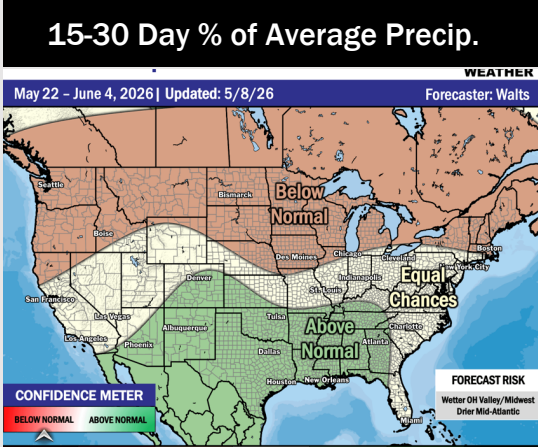 15-30 Day % of Average Precip.
WEATHER
May 22 – June 4, 2026| Updated: 5/8/26
Forecaster: Walts
Seattle
Bismarck
Below
Normal
Boise
Boston
Chicago
Cleveland
Des Moines
New York City
Denver
Indianapolis
Equal
Chances
San Francisco
St. Louis
Las Vegas
Tulsa
Above
Normal
Charlotte
Albuquerque
Los Angeles
Phoenix
Atlanta
Dallas
Houston
New Orleans
FORECAST RISK
Wetter OH Valley/Midwest
Drier Mid-Atlantic
CONFIDENCE METER
BELOW NORMAL
ABOVE NORMAL
Miami